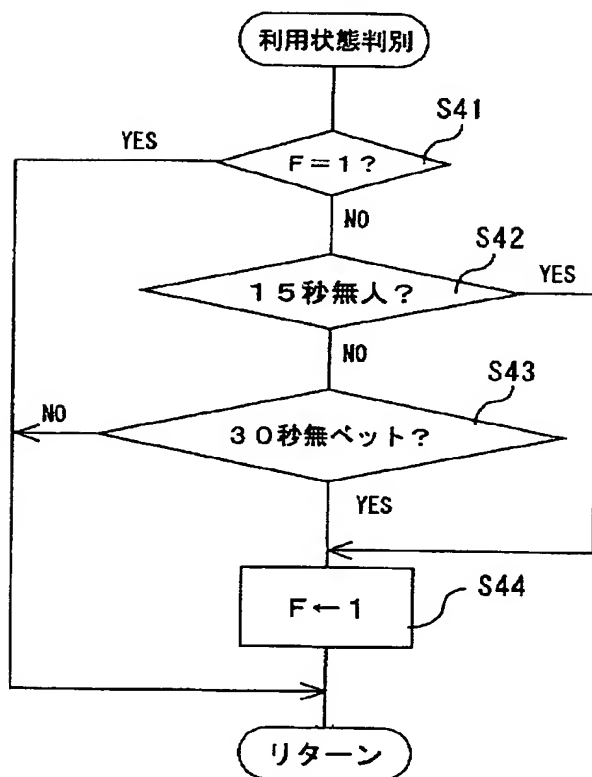 利用状態判別
S41
YES
F=1?
NO
S42
15秒無人?
YES
NO
S43
30秒無ベット?
NO
YES
S44
F←1
リターン